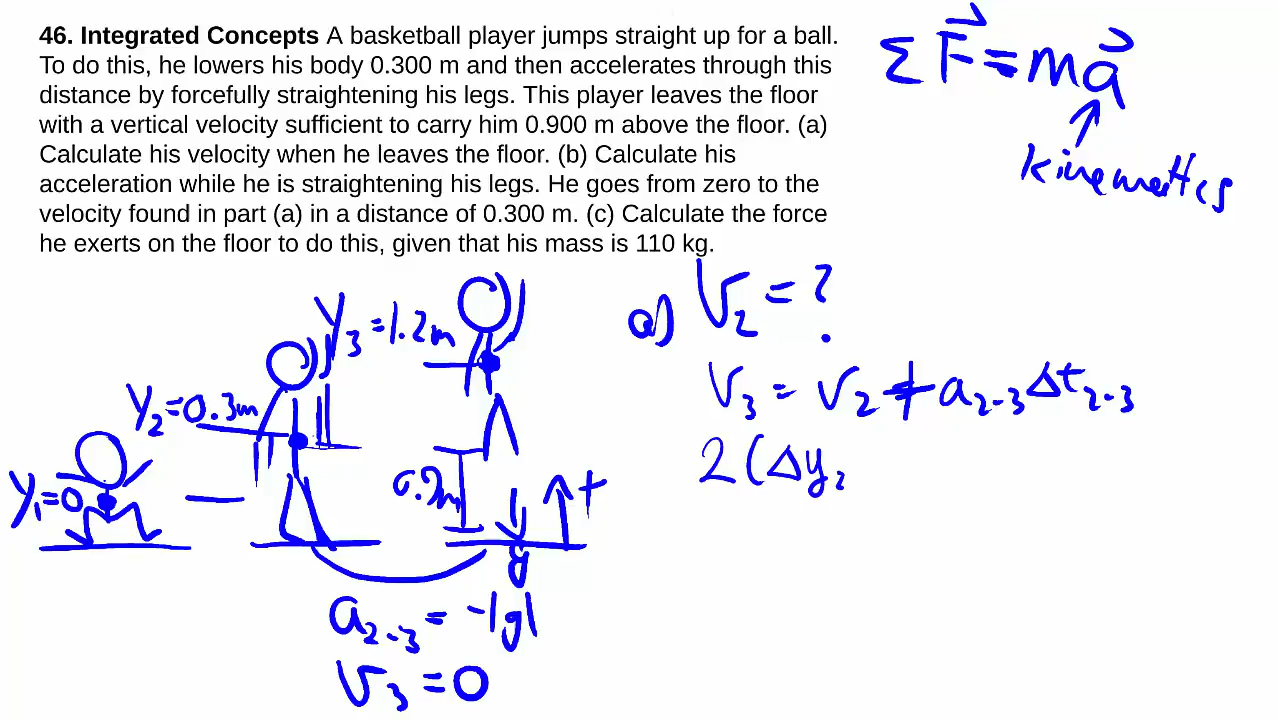 46. Integrated Concepts A basketball player jumps straight up for a ball.
To do this, he lowers his body 0.300 m and then accelerates through this
distance by forcefully straightening his legs. This player leaves the floor
with a vertical velocity sufficient to carry him 0.900 m above the floor. (a)
Calculate his velocity when he leaves the floor. (b) Calculate his
acceleration while he is straightening his legs. He goes from zero to the
velocity found in part (a) in a distance of 0.300 m. (c) Calculate the force
he exerts on the floor to do this, given that his mass is 110 kg.
ΣF⃗=ma⃗
kinematics
y₃=1.2m
y₂=0.3m
y₁=0
0.9m
+
g
a₂₋₃=-|g|
v₃=0
a) v₂=?
v₃=v₂+a₂₋₃Δt₂₋₃
2(Δy₂